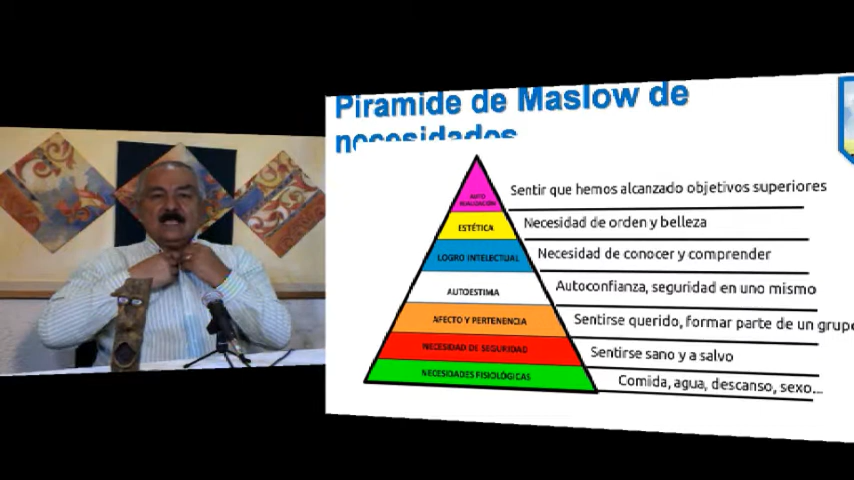 Piramide de Maslow de
necesidades
AUTO
REALIZACIÓN
Sentir que hemos alcanzado objetivos superiores
ESTÉTICA
Necesidad de orden y belleza
LOGRO INTELECTUAL
Necesidad de conocer y comprender
AUTOESTIMA
Autoconfianza, seguridad en uno mismo
AFECTO Y PERTENENCIA
Sentirse querido, formar parte de un grupo
NECESIDAD DE SEGURIDAD
Sentirse sano y a salvo
NECESIDADES FISIOLÓGICAS
Comida, agua, descanso, sexo...